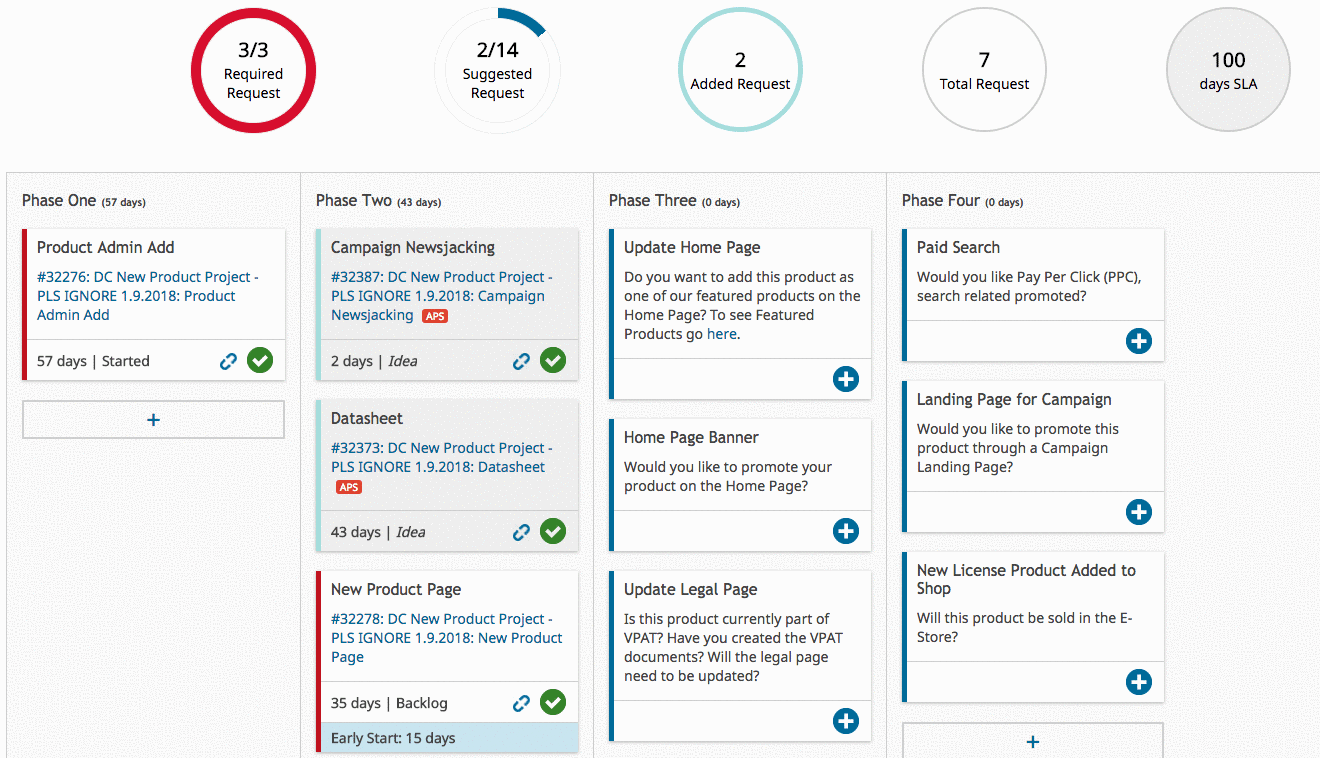 3/3
Required
Request
2/14
Suggested
Request
2
Added Request
7
Total Request
100
days SLA
Phase One (57 days)
Product Admin Add
#32276: DC New Product Project -
PLS IGNORE 1.9.2018: Product
Admin Add
57 days | Started
+
Phase Two (43 days)
Campaign Newsjacking
#32387: DC New Product Project -
PLS IGNORE 1.9.2018: Campaign
Newsjacking APS
2 days | Idea
Datasheet
#32373: DC New Product Project -
PLS IGNORE 1.9.2018: Datasheet
APS
43 days | Idea
New Product Page
#32278: DC New Product Project -
PLS IGNORE 1.9.2018: New Product
Page
35 days | Backlog
Early Start: 15 days
Phase Three (0 days)
Update Home Page
Do you want to add this product as
one of our featured products on the
Home Page? To see Featured
Products go here.
Home Page Banner
Would you like to promote your
product on the Home Page?
Update Legal Page
Is this product currently part of
VPAT? Have you created the VPAT
documents? Will the legal page
need to be updated?
Phase Four (0 days)
Paid Search
Would you like Pay Per Click (PPC),
search related promoted?
Landing Page for Campaign
Would you like to promote this
product through a Campaign
Landing Page?
New License Product Added to
Shop
Will this product be sold in the E-
Store?
+